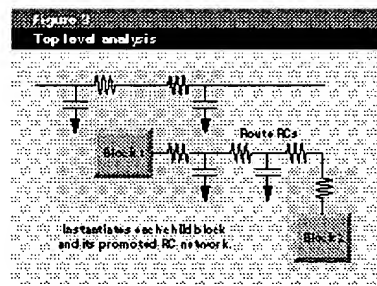 Figure 3
Top level analysis
Route RCs
Block 1
Instantiates each child block
and its promoted RC network.
Block 2